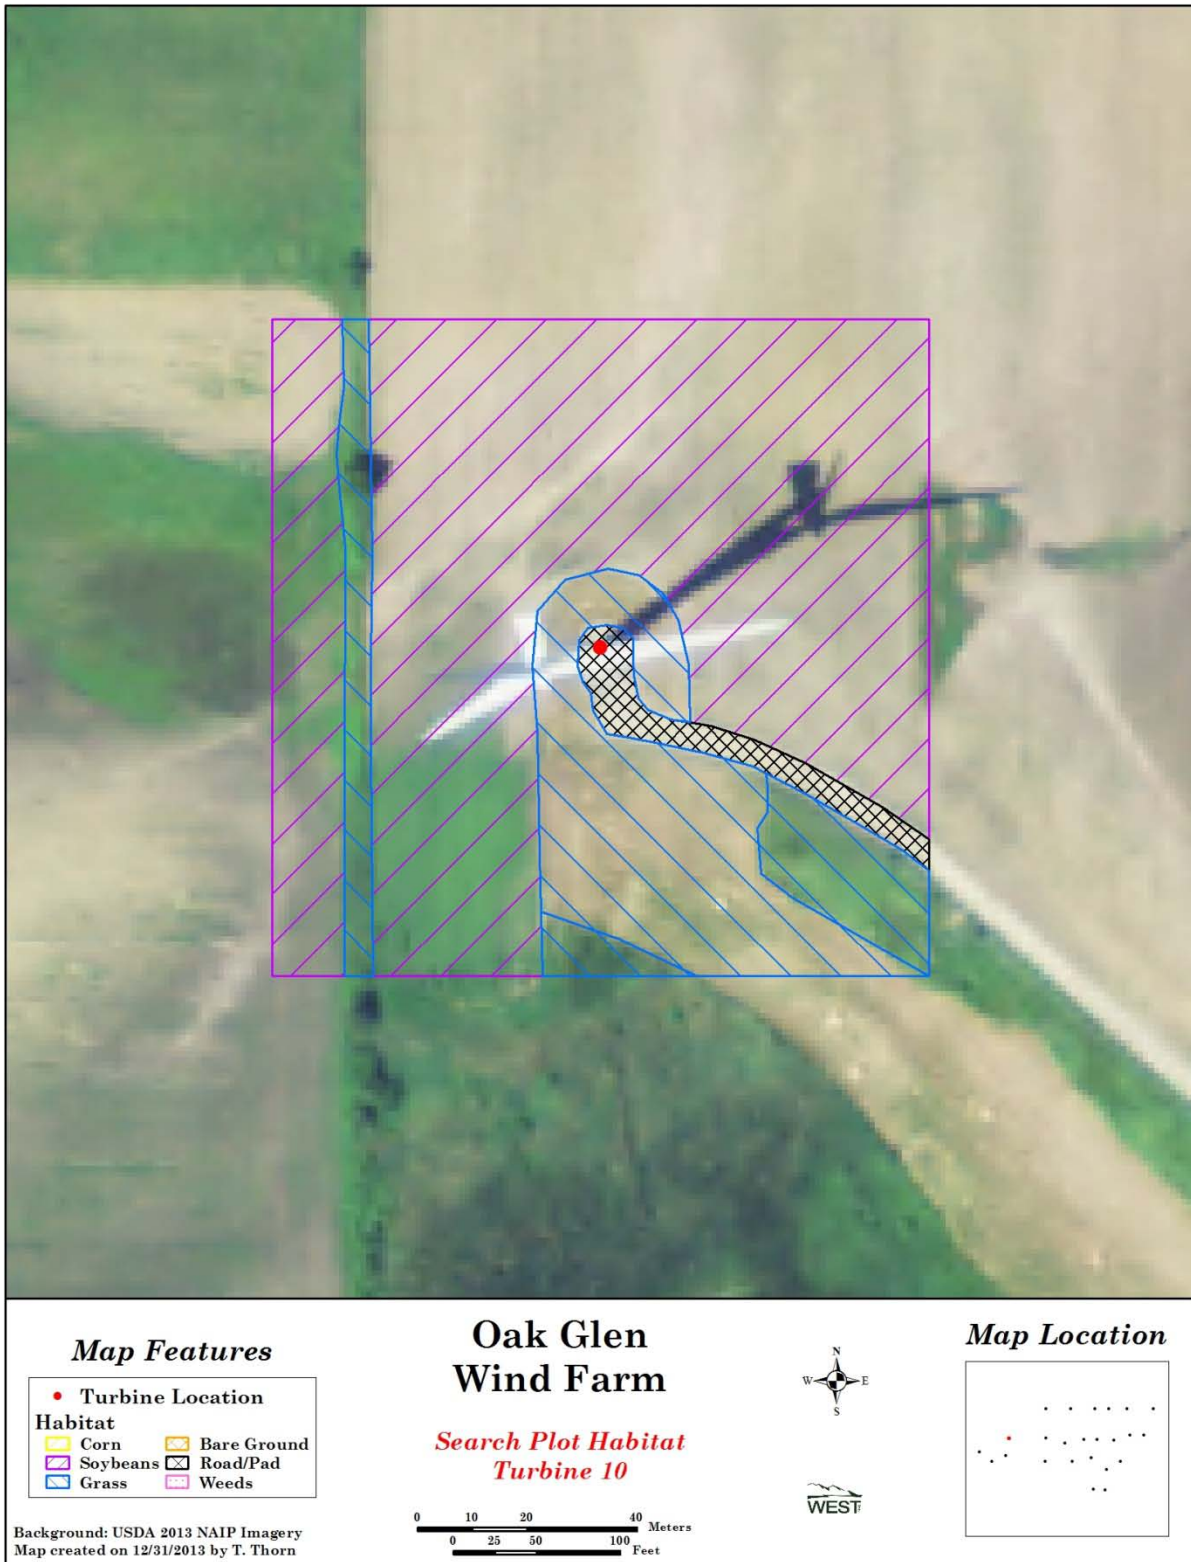 Map Features
Turbine Location
Habitat
Corn
Bare Ground
Soybeans
Road/Pad
Grass
Weeds
Background: USDA 2013 NAIP Imagery
Map created on 12/31/2013 by T. Thorn
Oak Glen
Wind Farm
Search Plot Habitat
Turbine 10
0 10 20 40 Meters
0 25 50 100 Feet
N
W E
S
WEST
Map Location